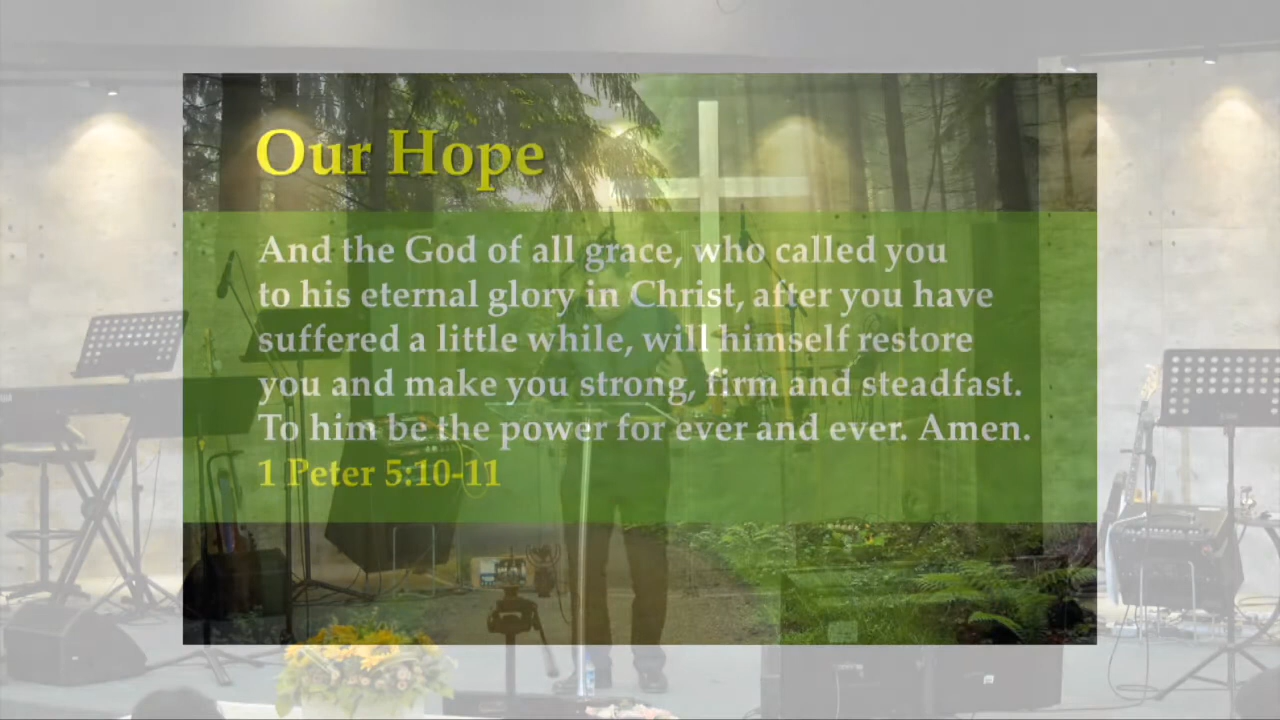 Our Hope
And the God of all grace, who called you
to his eternal glory in Christ, after you have
suffered a little while, will himself restore
you and make you strong, firm and steadfast.
To him be the power for ever and ever. Amen.
1 Peter 5:10-11